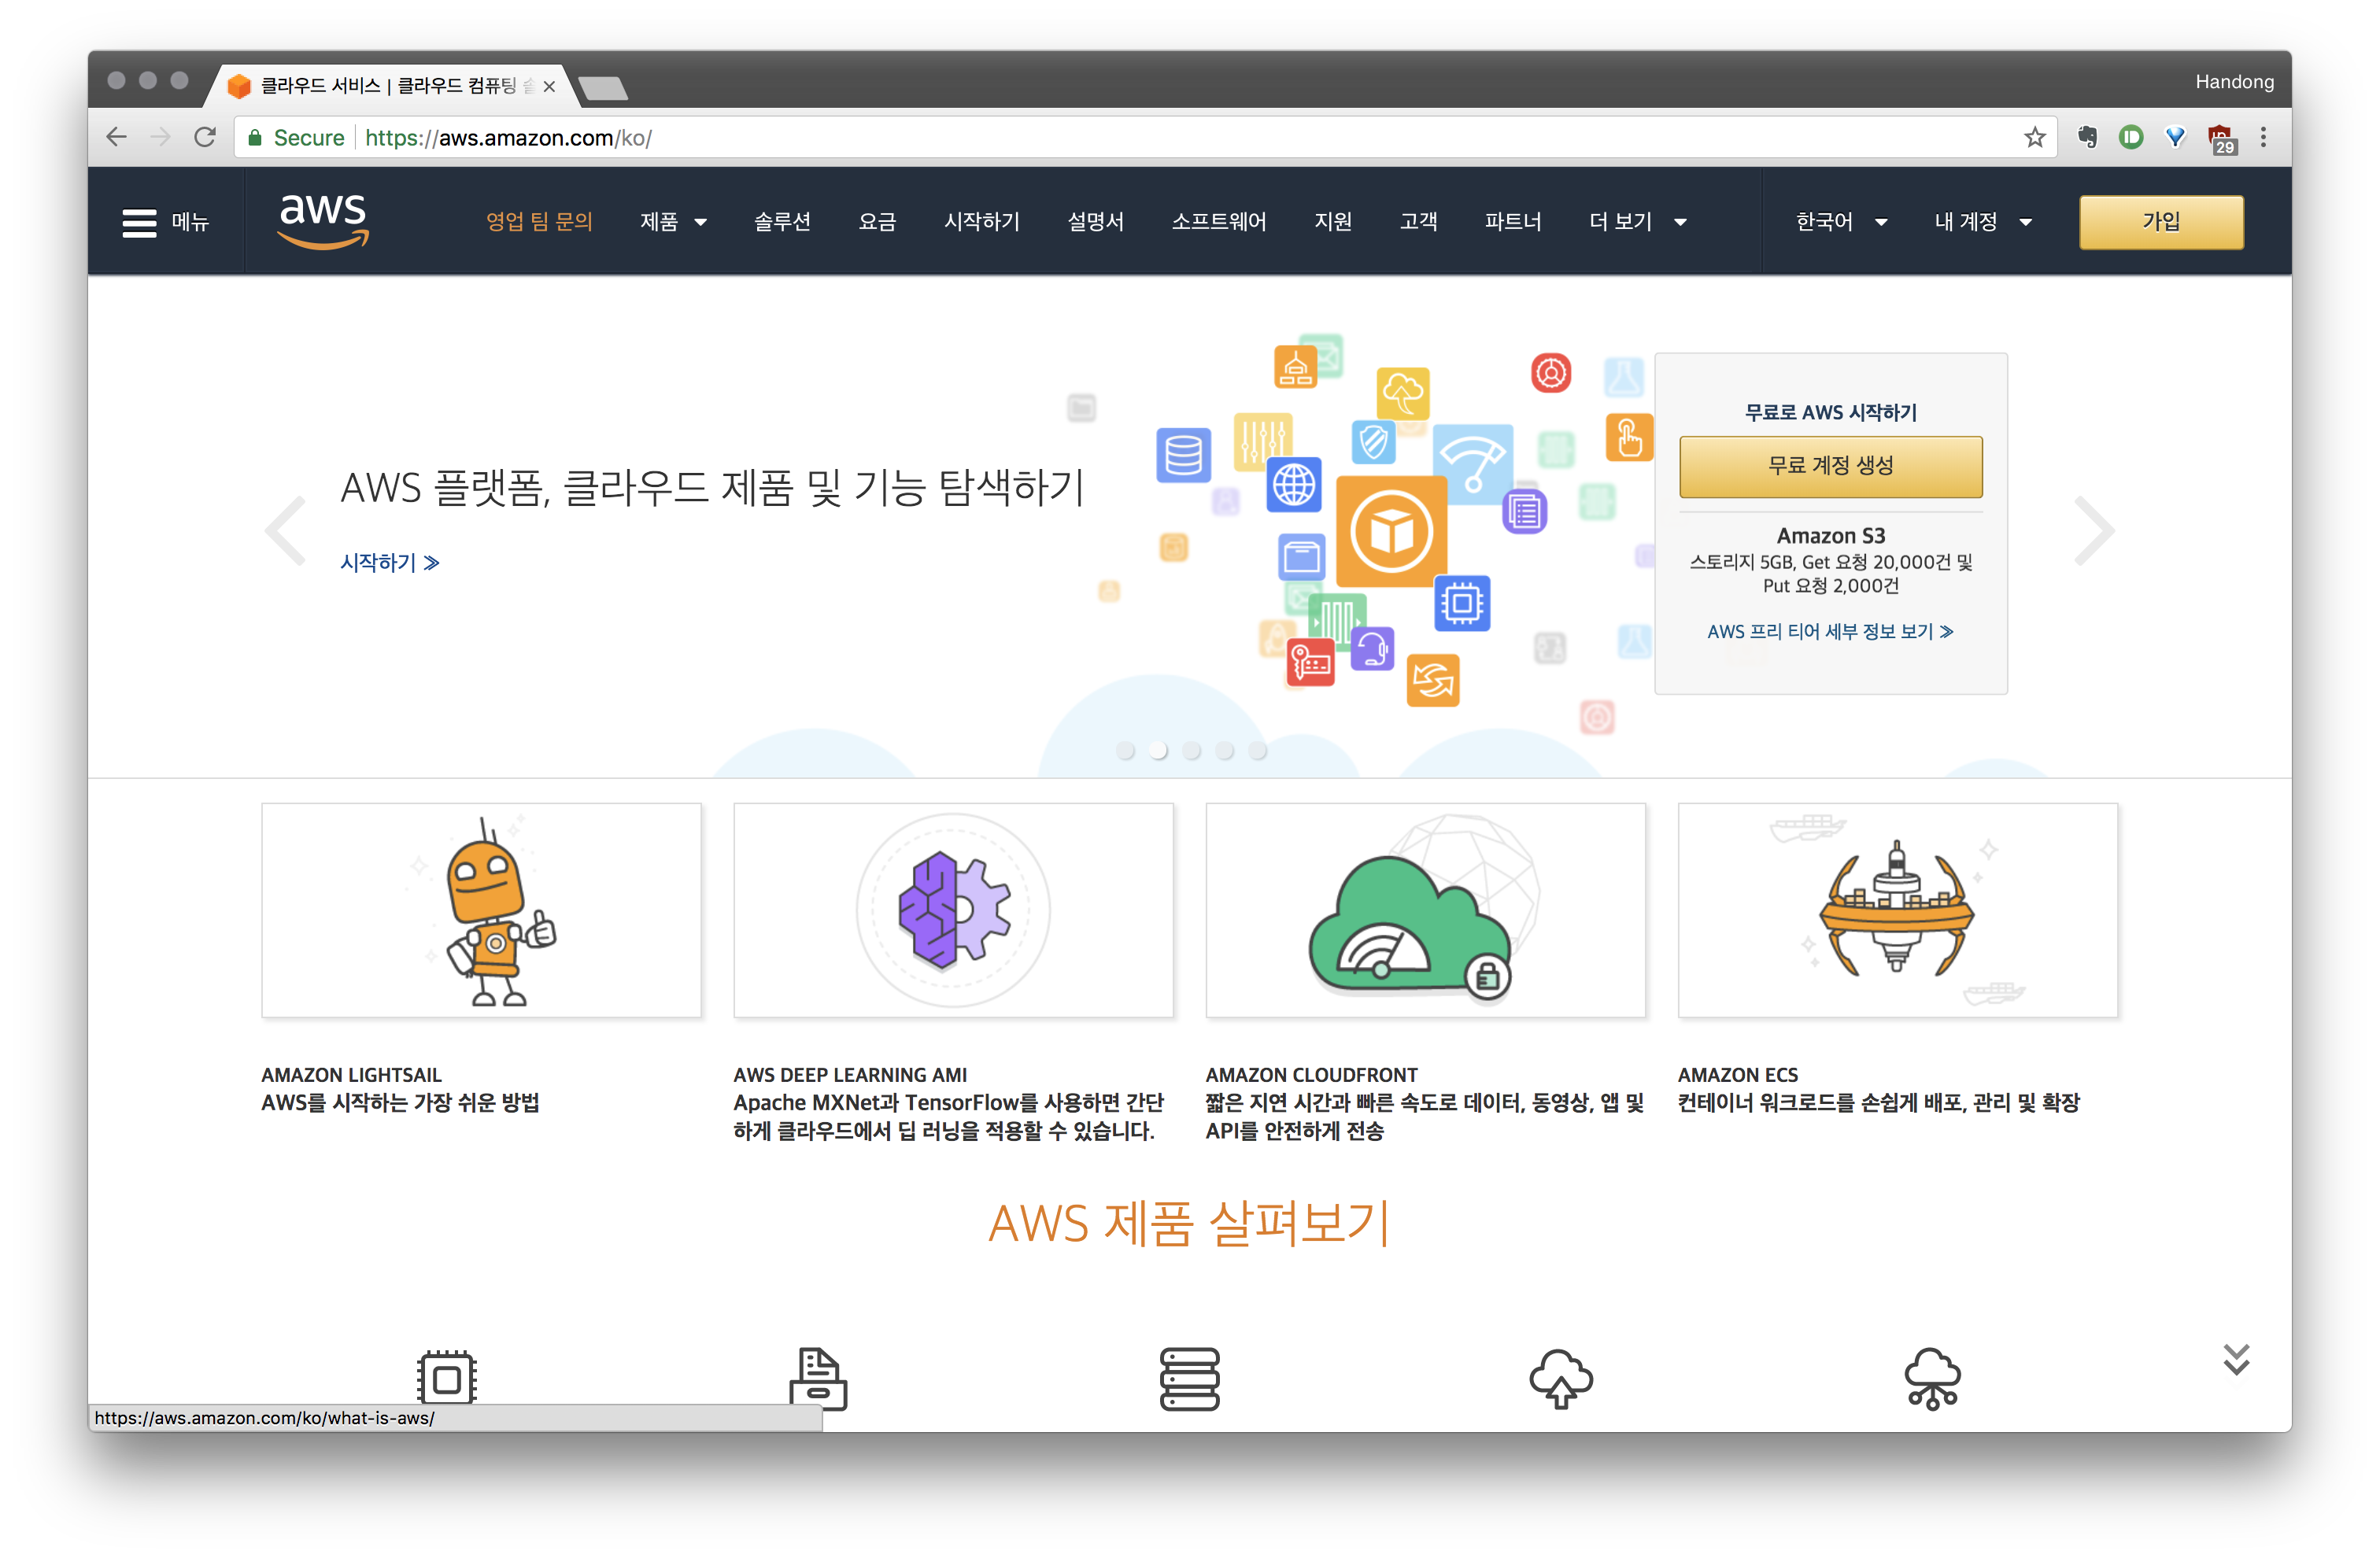 클라우드 서비스 | 클라우드 컴퓨팅 솔
Handong
Secure
https://aws.amazon.com/ko/
29
메뉴
aws
영업 팀 문의
제품
솔루션
요금
시작하기
설명서
소프트웨어
지원
고객
파트너
더 보기
한국어
내 계정
가입
AWS 플랫폼, 클라우드 제품 및 기능 탐색하기
시작하기 ≫
무료로 AWS 시작하기
무료 계정 생성
Amazon S3
스토리지 5GB, Get 요청 20,000건 및
Put 요청 2,000건
AWS 프리 티어 세부 정보 보기 ≫
AMAZON LIGHTSAIL
AWS를 시작하는 가장 쉬운 방법
AWS DEEP LEARNING AMI
Apache MXNet과 TensorFlow를 사용하면 간단
하게 클라우드에서 딥 러닝을 적용할 수 있습니다.
AMAZON CLOUDFRONT
짧은 지연 시간과 빠른 속도로 데이터, 동영상, 앱 및
API를 안전하게 전송
AMAZON ECS
컨테이너 워크로드를 손쉽게 배포, 관리 및 확장
AWS 제품 살펴보기
https://aws.amazon.com/ko/what-is-aws/